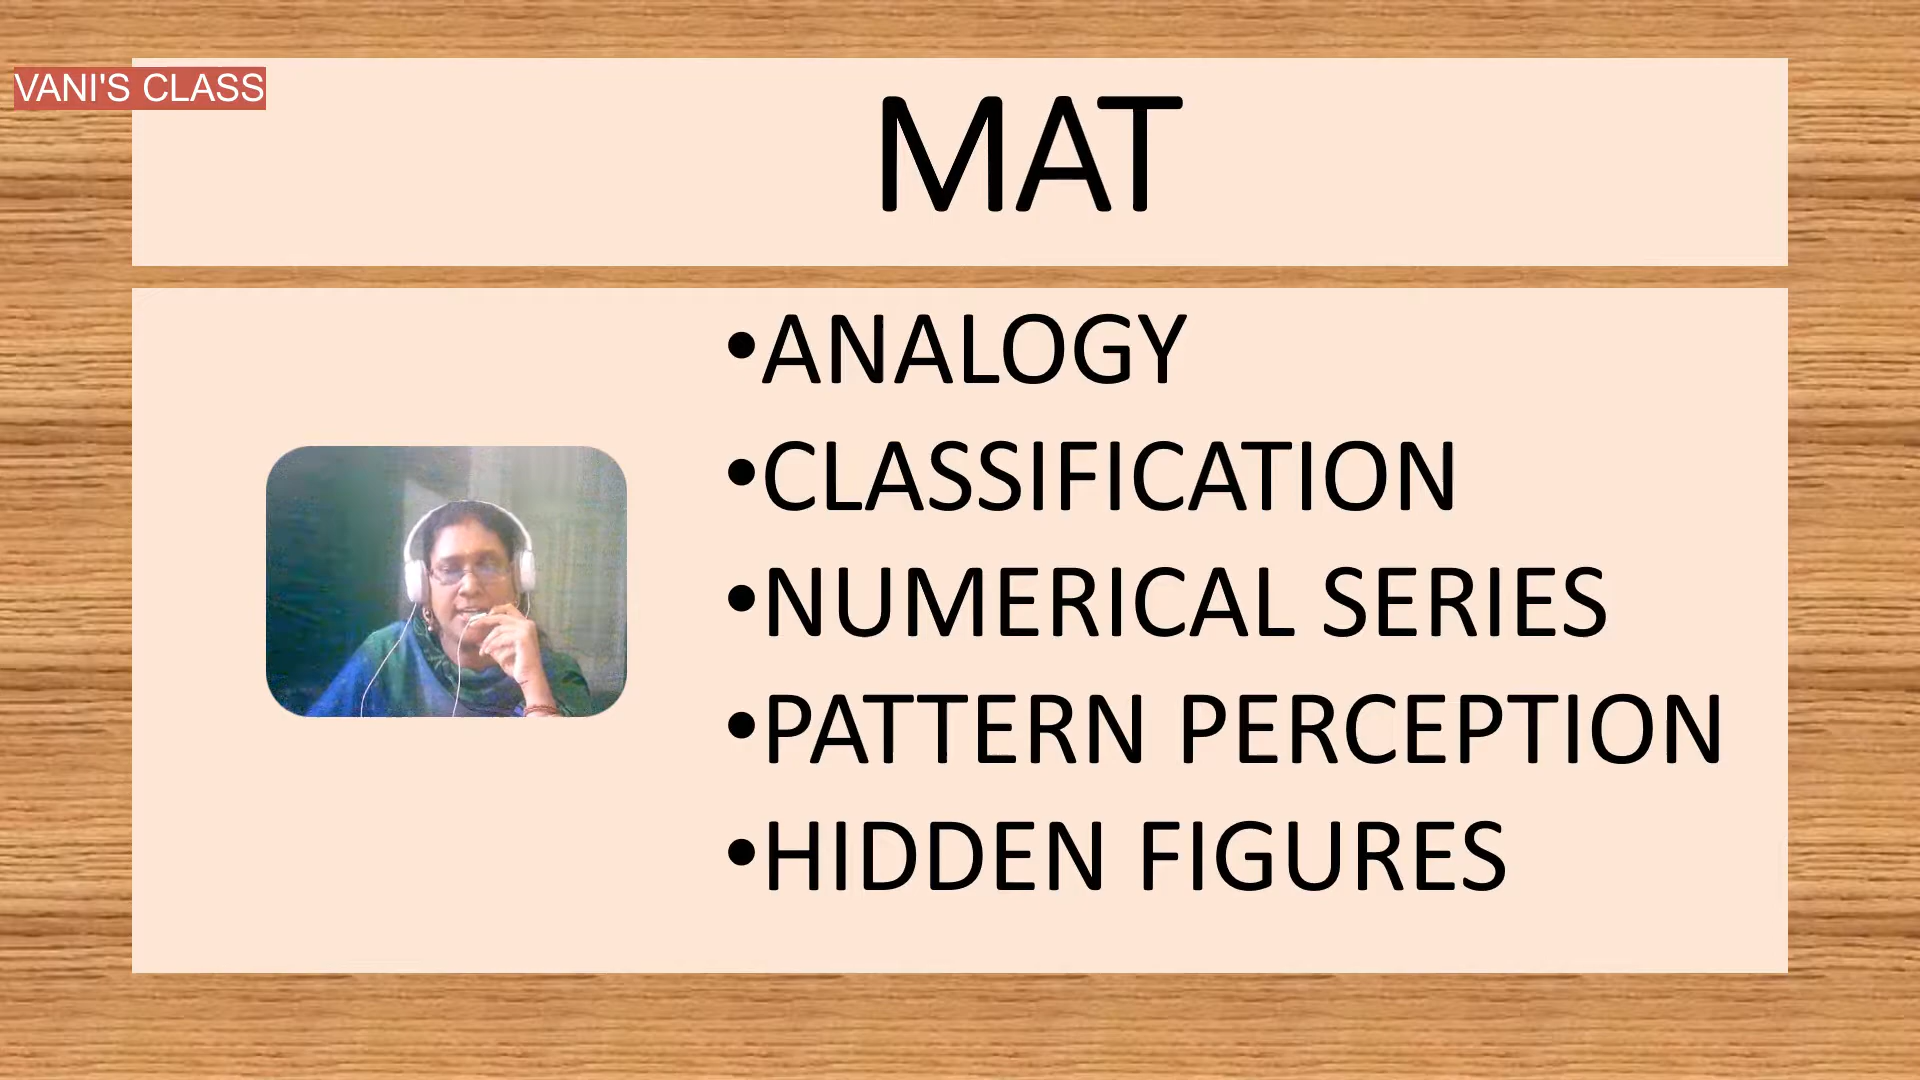 VANI'S CLASS
MAT
•ANALOGY
•CLASSIFICATION
•NUMERICAL SERIES
•PATTERN PERCEPTION
•HIDDEN FIGURES